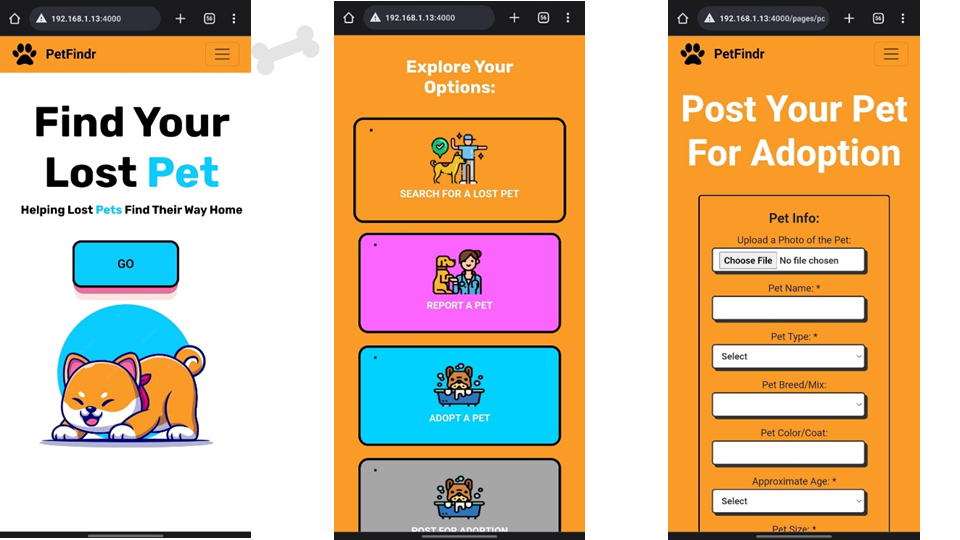 192.168.1.13:4000
56
PetFindr
Find Your
Lost Pet
Helping Lost Pets Find Their Way Home
GO
192.168.1.13:4000
56
Explore Your
Options:
SEARCH FOR A LOST PET
REPORT A PET
ADOPT A PET
POST FOR ADOPTION
192.168.1.13:4000/pages/po
56
PetFindr
Post Your Pet
For Adoption
Pet Info:
Upload a Photo of the Pet:
Choose File No file chosen
Pet Name: *
Pet Type: *
Select
Pet Breed/Mix:
Pet Color/Coat:
Approximate Age: *
Select
Pet Size: *